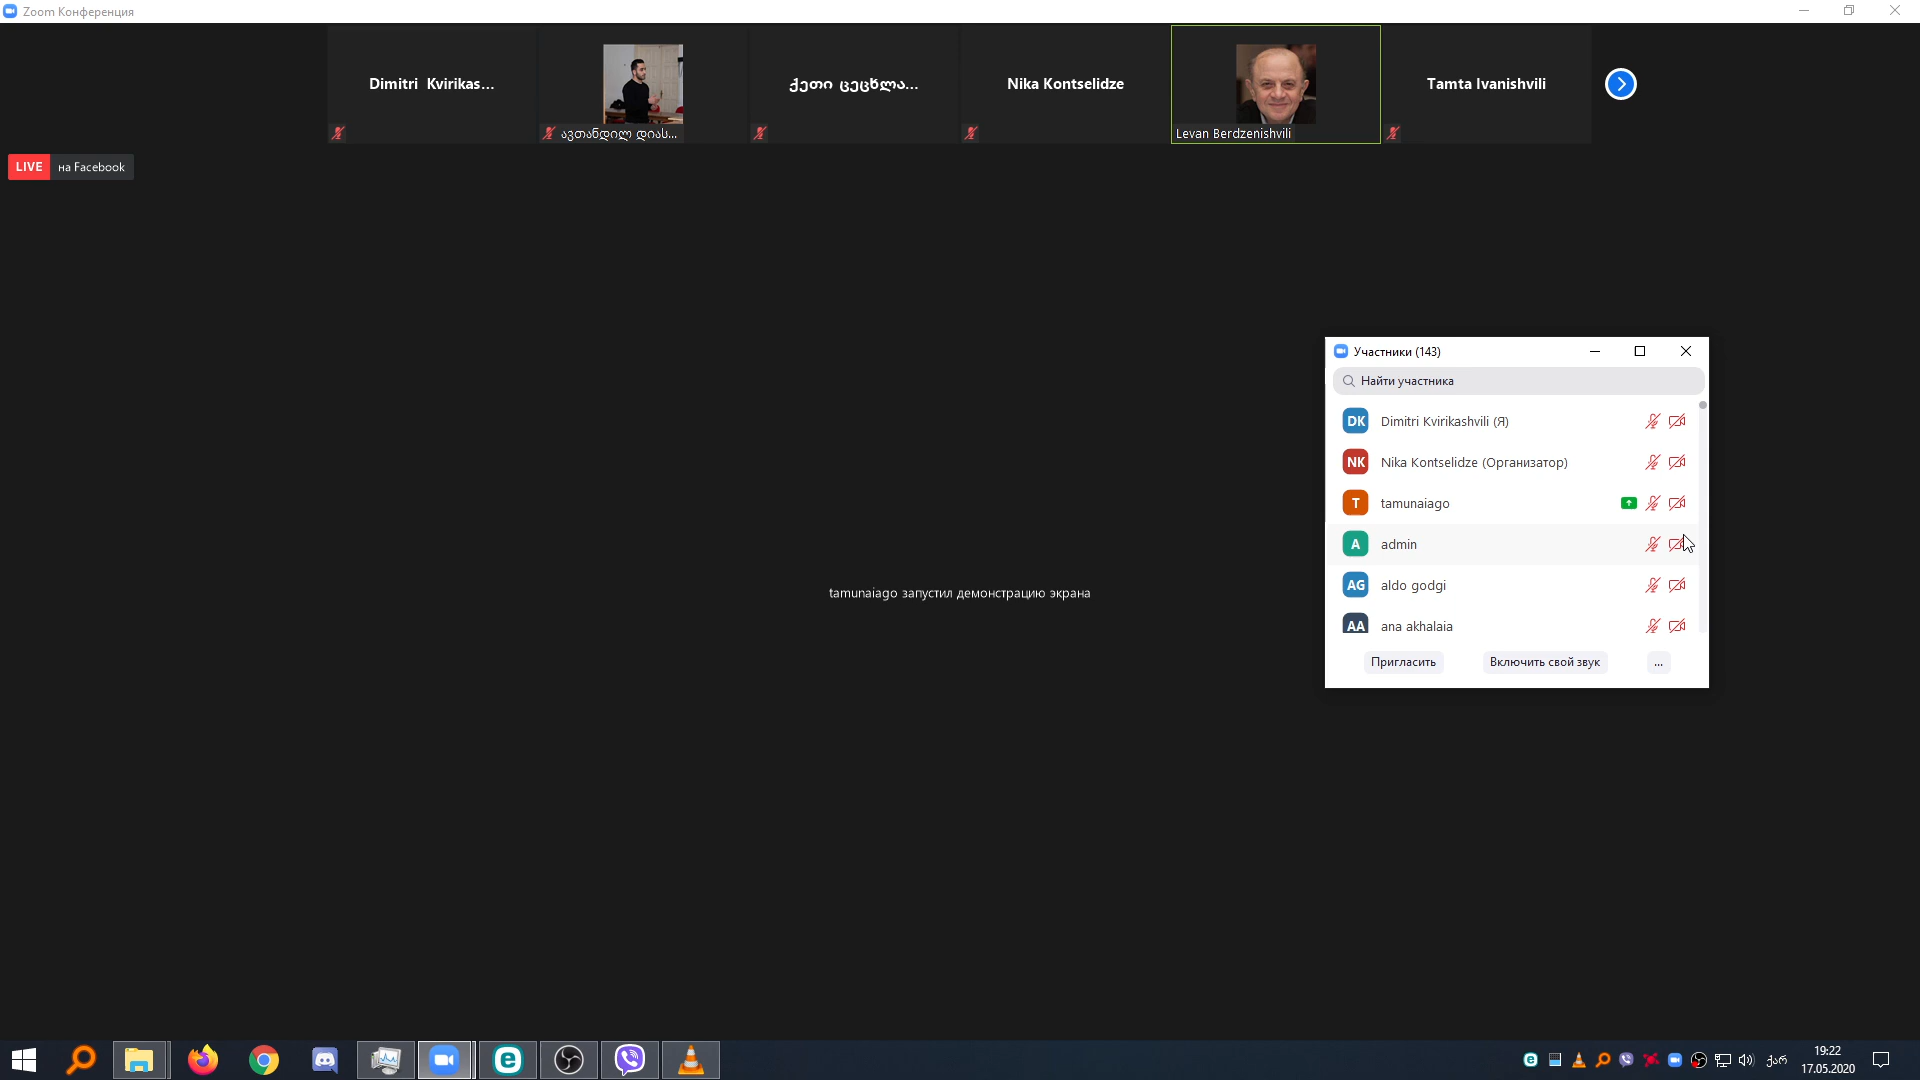 Zoom Конференция
Dimitri Kvirikas...
ავთანდილ დიას...
ქეთი ცეცხლა...
Nika Kontselidze
Levan Berdzenishvili
Tamta Ivanishvili
LIVE на Facebook
Участники (143)
Найти участника
DK Dimitri Kvirikashvili (Я)
NK Nika Kontselidze (Организатор)
T tamunaiago
A admin
AG aldo godgi
AA ana akhalaia
Пригласить Включить свой звук ...
tamunaiago запустил демонстрацию экрана
ქარ
19:22
17.05.2020